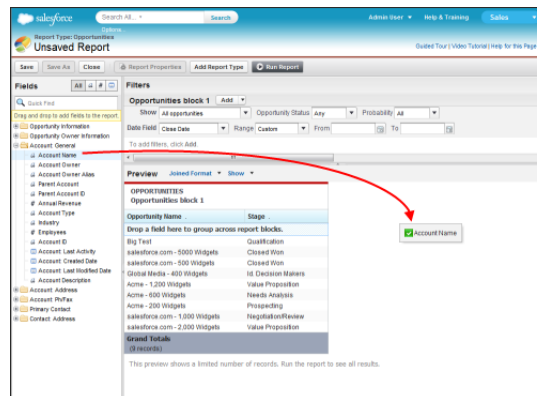 salesforce Search All... Search Admin User Help & Training Sales
Options...
Report Type: Opportunities
Unsaved Report
Guided Tour | Video Tutorial | Help for this Page
Save Save As Close Report Properties Add Report Type Run Report
Fields All # Filters
Quick Find
Opportunities block 1 Add
Drag and drop to add fields to the report.
Show All opportunities Opportunity Status Any Probability All
Opportunity Information
Date Field Close Date Range Custom From To
Opportunity Owner Information
Account: General
To add filters, click Add.
Account Name
Account Owner
Account Owner Alias
Parent Account
Parent Account ID
Annual Revenue
Account Type
Industry
Employees
Account ID
Account: Last Activity
Account: Created Date
Account: Last Modified Date
Account Description
Account: Address
Account: Ph/Fax
Primary Contact
Contact: Address
Preview Joined Format Show
OPPORTUNITIES
Opportunities block 1
Opportunity Name Stage
Drop a field here to group across report blocks.
Big Test Qualification
salesforce.com - 5000 Widgets Closed Won
salesforce.com - 500 Widgets Closed Won
Global Media - 400 Widgets Id. Decision Makers
Acme - 1,200 Widgets Value Proposition
Acme - 600 Widgets Needs Analysis
Acme - 200 Widgets Prospecting
salesforce.com - 1,000 Widgets Negotiation/Review
salesforce.com - 2,000 Widgets Value Proposition
Grand Totals
(9 records)
This preview shows a limited number of records. Run the report to see all results.
Account Name